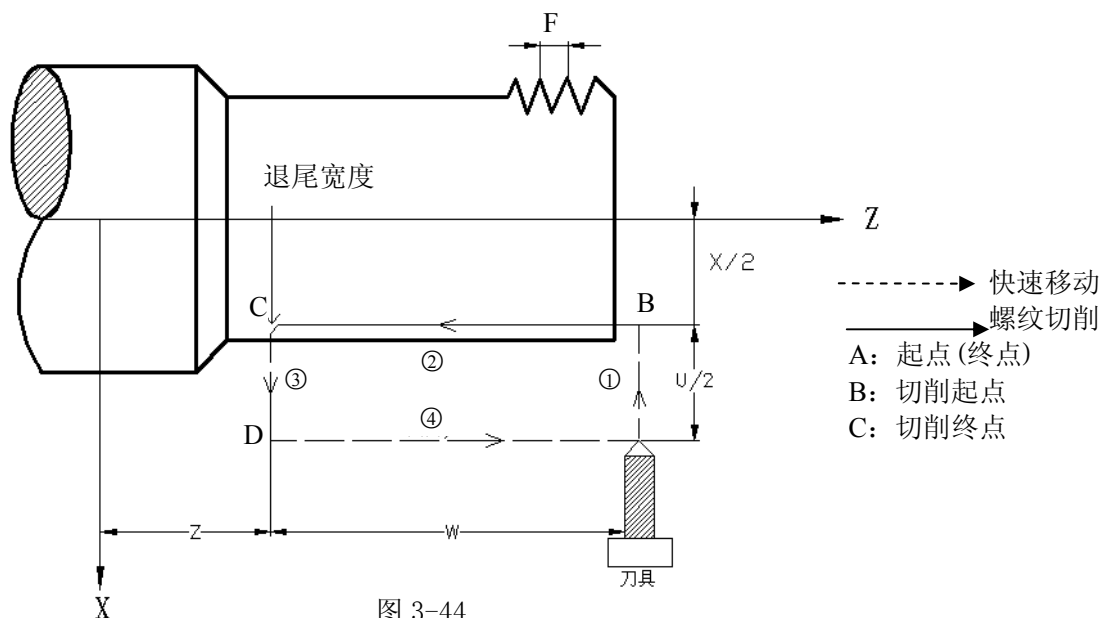 F
退尾宽度
Z
X/2
快速移动
C
B
螺纹切削
②
A：起点(终点)
③
①
U/2
B：切削起点
④
C：切削终点
D
Z
W
刀具
X
图 3-44